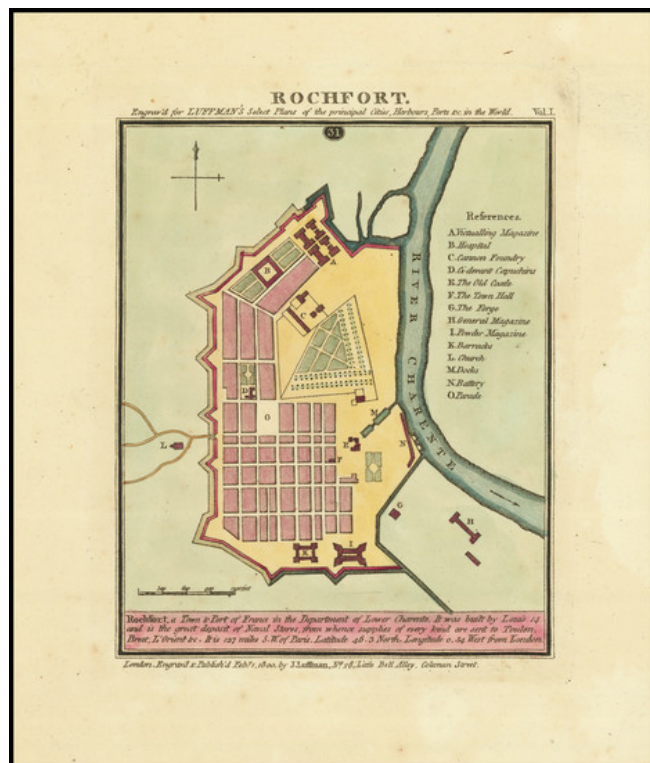 ROCHFORT.
Engrav'd for LUFFMAN'S Select Plans of the principal Cities, Harbours, Forts &c. in the World. Vol. I.
31
References.
A. Victualling Magazine
B. Hospital
C. Cannon Foundry
D. Ci-devant Capuchins
E. The Old Castle
F. The Town Hall
G. The Forge
H. General Magazine
I. Powder Magazine
K. Barracks
L. Church
M. Docks
N. Battery
O. Parade
RIVER CHARENTE
A
B
C
D
O
M
L
E
N
F
G
H
K
I
Rochfort, a Town & Port of France in the Department of Lower Charente. It was built by Louis 14
and is the great deposit of Naval Stores, from whence supplies of every kind are sent to Toulon,
Brest, L'Orient &c. It is 127 miles S.W. of Paris. Latitude 46.3 North. Longitude 0.54 West from London.
London. Engrav'd & Publish'd Feb. 1, 1800, by J. Luffman, No. 28, Little Bell Alley, Coleman Street.